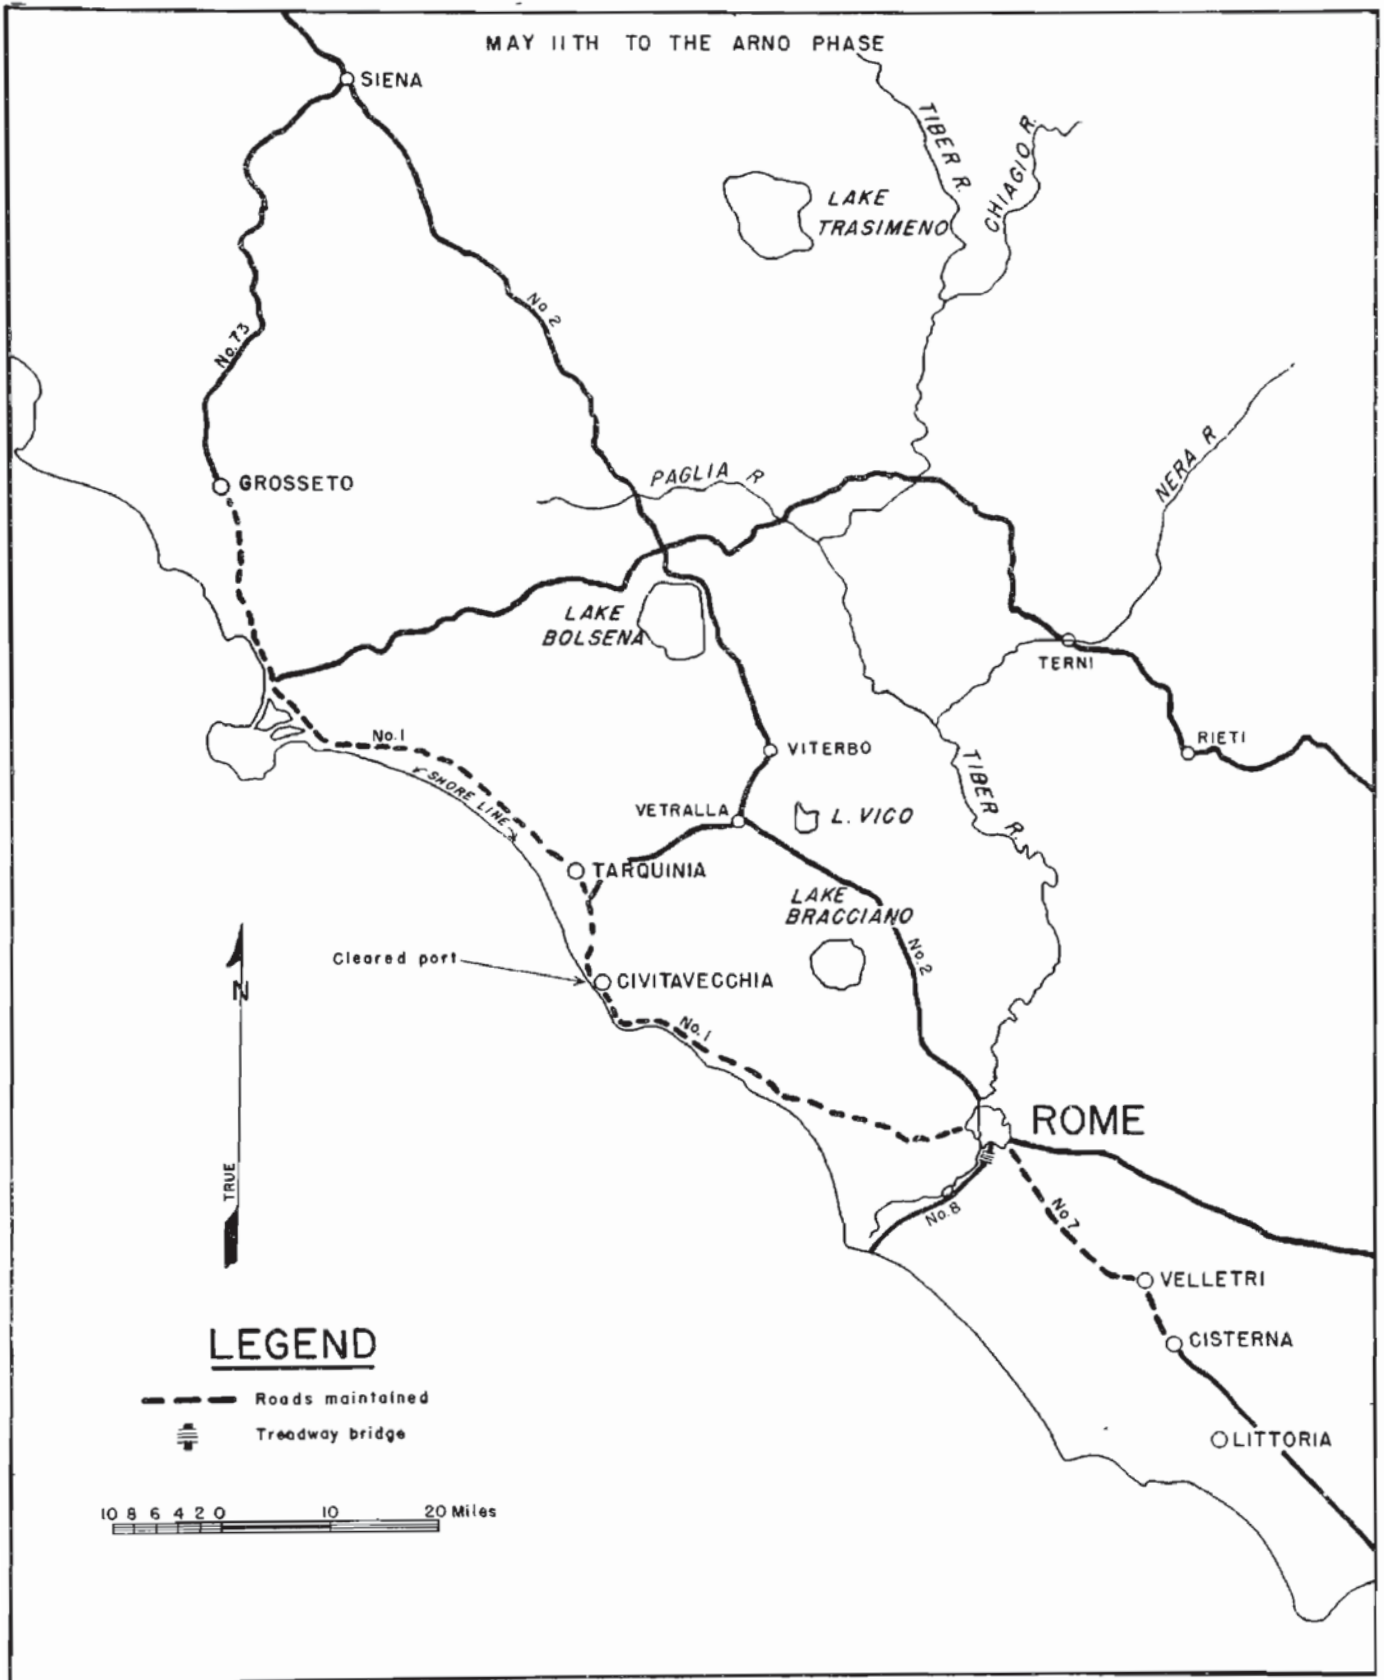 MAY 11TH TO THE ARNO PHASE
SIENA
TIBER R.
CHIAGIO R.
LAKE
TRASIMENO
No. 2
No. 73
GROSSETO
PAGLIA R
NERA R
LAKE
BOLSENA
TERNI
RIETI
No. 1
VITERBO
SHORE LINE
TIBER R.
VETRALLA
L. VICO
TARQUINIA
LAKE
BRACCIANO
No. 2
Cleared port
CIVITAVECCHIA
N
No. 1
ROME
TRUE
No. 8
No. 7
VELLETRI
CISTERNA
LEGEND
Roads maintained
Treadway bridge
LITTORIA
10 8 6 4 2 0 10 20 Miles